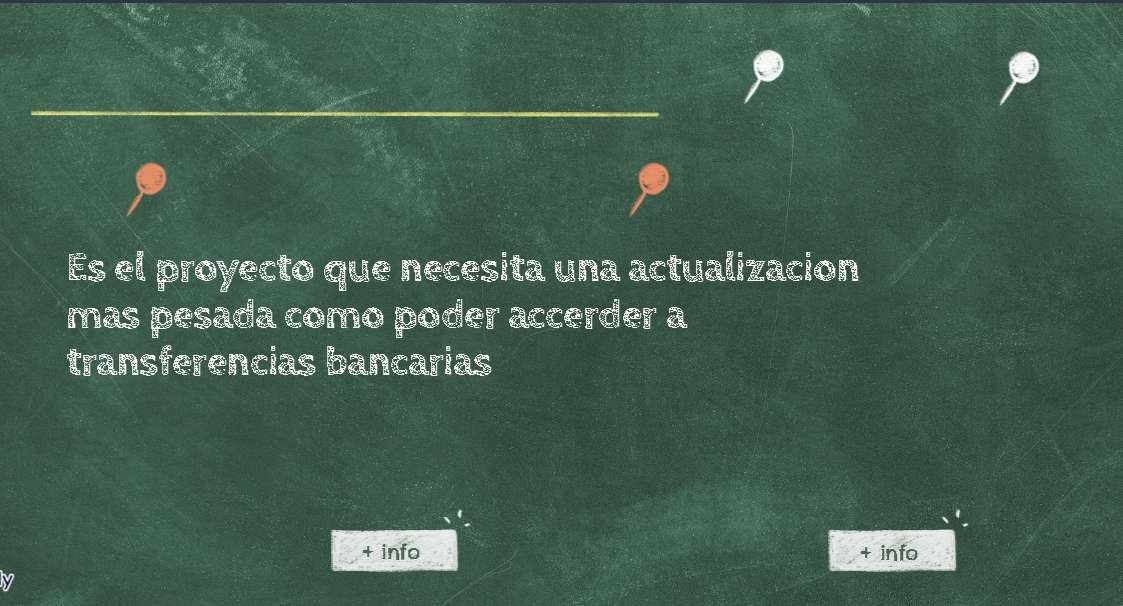 Es el proyecto que necesita una actualizacion
mas pesada como poder accerder a
transferencias bancarias
+ info
+ info